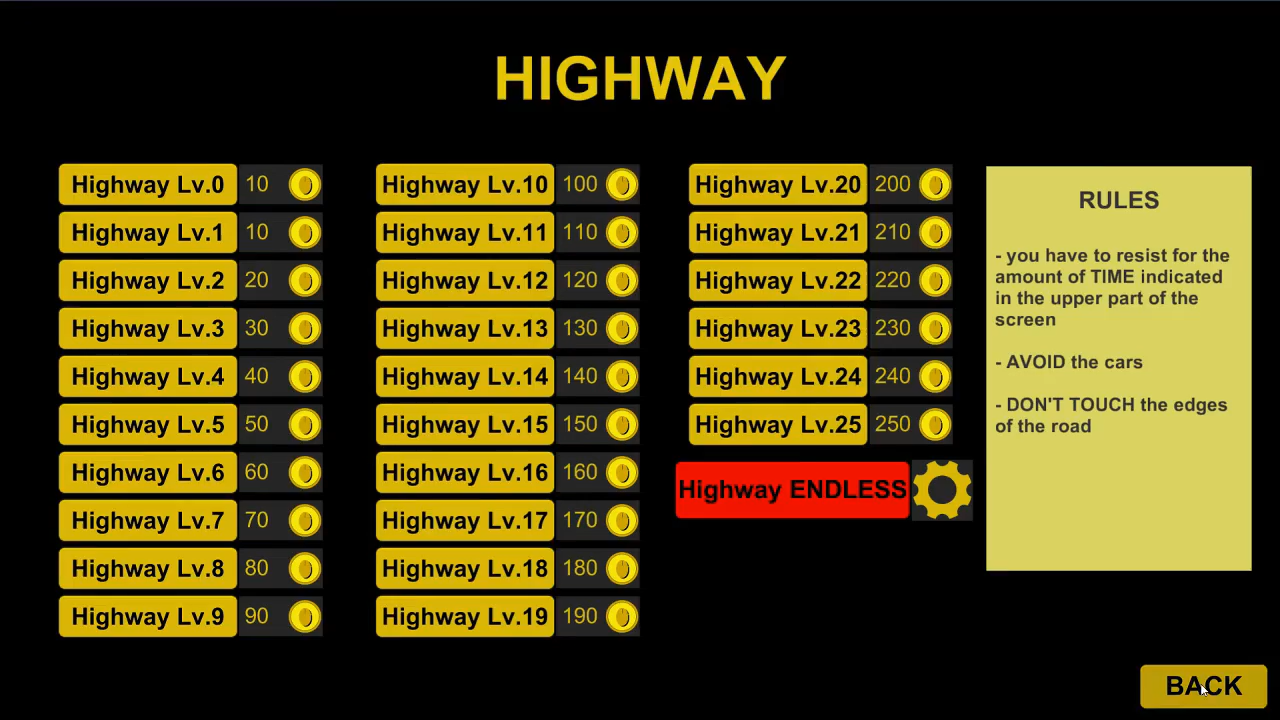 HIGHWAY
Highway Lv.0 10
Highway Lv.1 10
Highway Lv.2 20
Highway Lv.3 30
Highway Lv.4 40
Highway Lv.5 50
Highway Lv.6 60
Highway Lv.7 70
Highway Lv.8 80
Highway Lv.9 90
Highway Lv.10 100
Highway Lv.11 110
Highway Lv.12 120
Highway Lv.13 130
Highway Lv.14 140
Highway Lv.15 150
Highway Lv.16 160
Highway Lv.17 170
Highway Lv.18 180
Highway Lv.19 190
Highway Lv.20 200
Highway Lv.21 210
Highway Lv.22 220
Highway Lv.23 230
Highway Lv.24 240
Highway Lv.25 250
Highway ENDLESS
RULES
- you have to resist for the
amount of TIME indicated
in the upper part of the
screen
- AVOID the cars
- DON'T TOUCH the edges
of the road
BACK